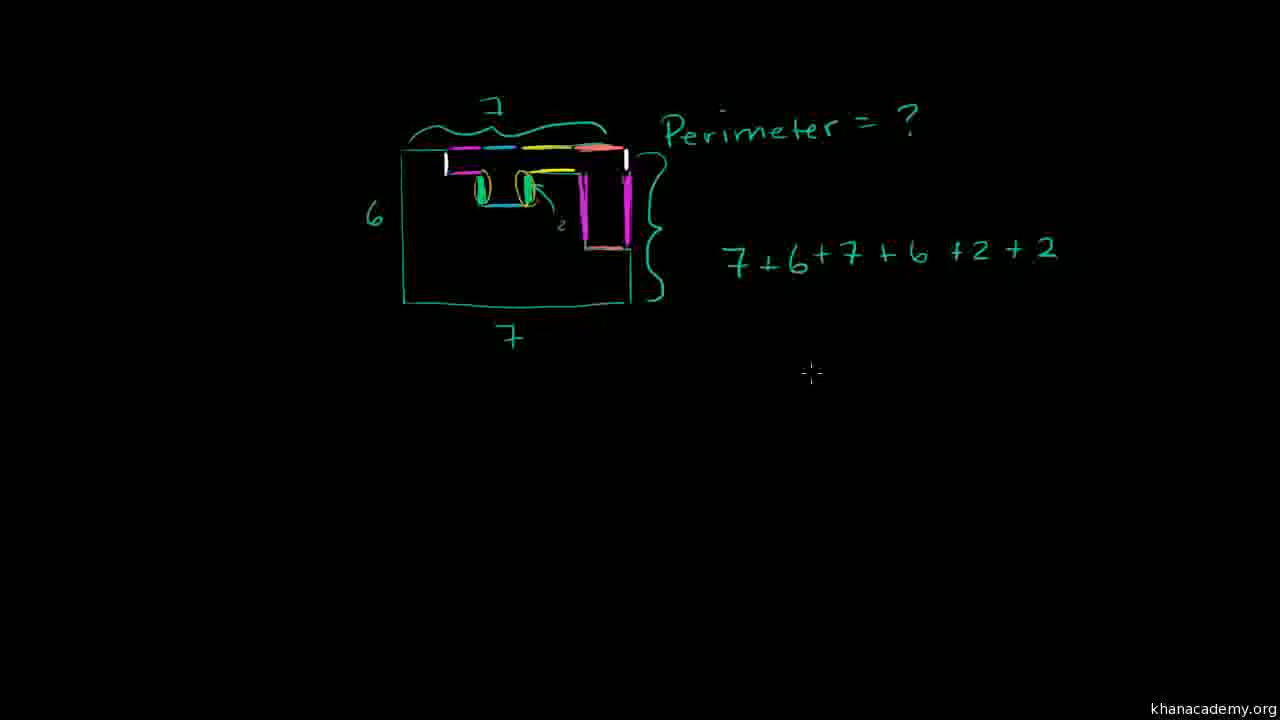 7
Perimeter = ?
6
2
7 + 6 + 7 + 6 + 2 + 2
7
khanacademy.org